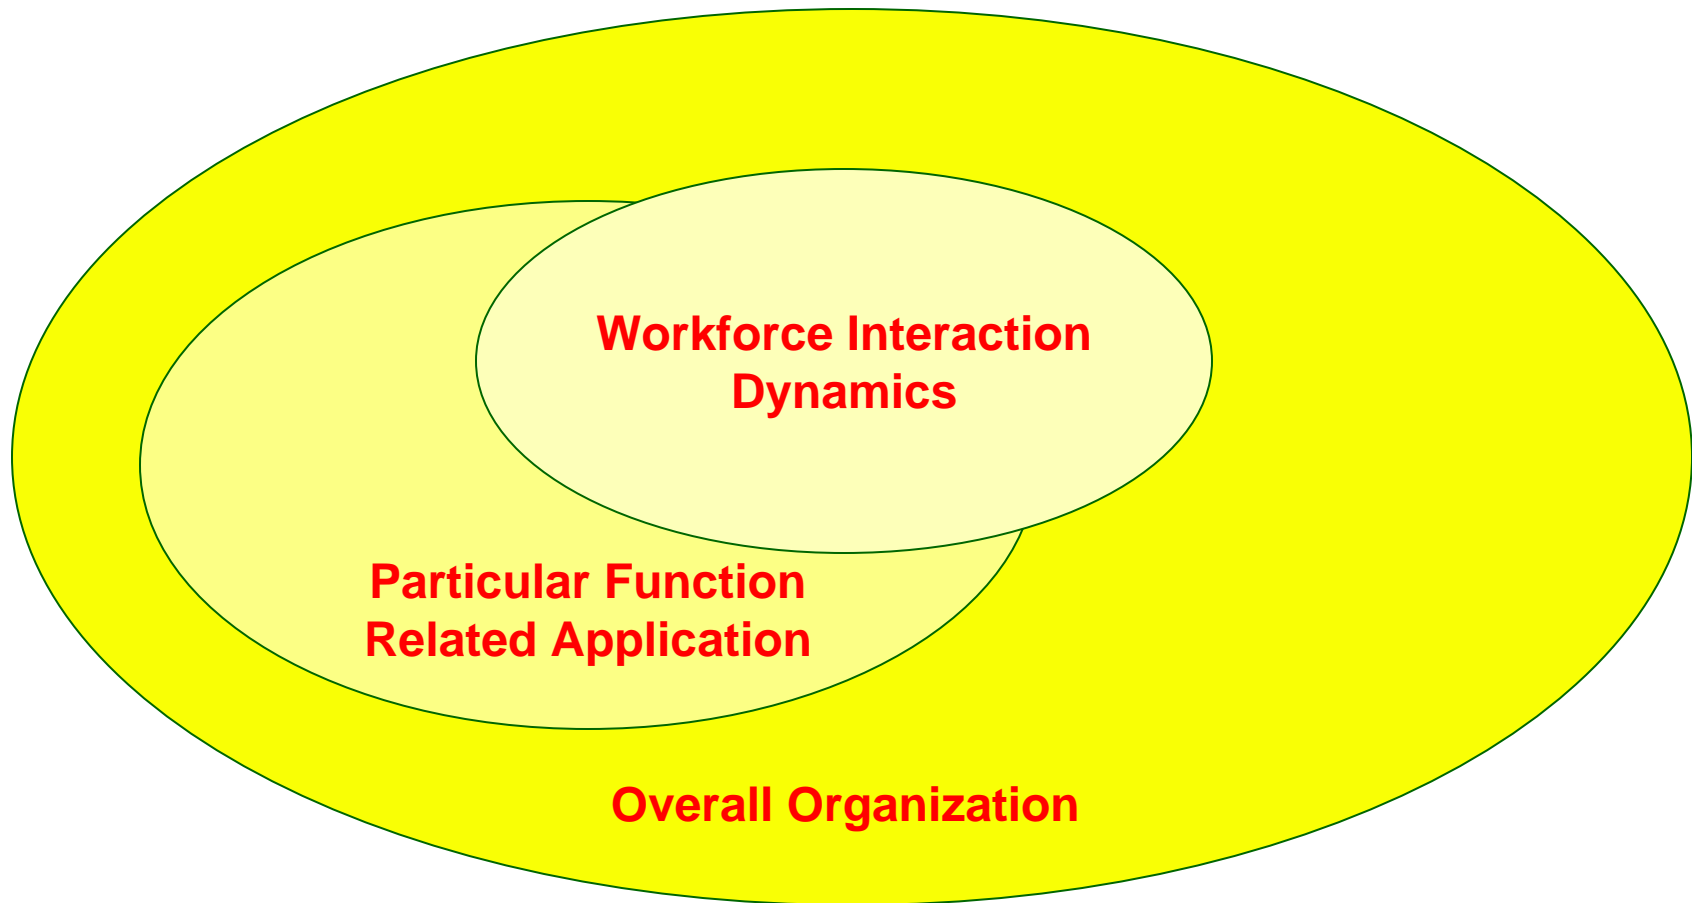 Workforce Interaction
Dynamics
Particular Function
Related Application
Overall Organization